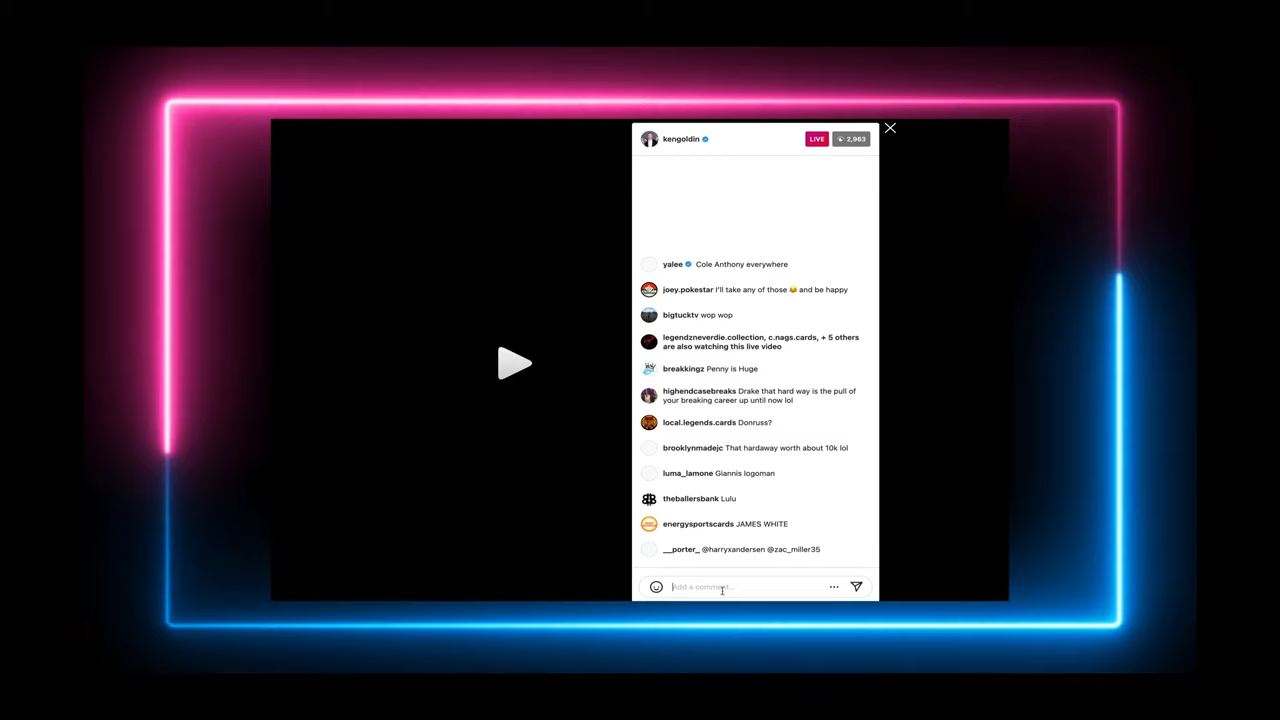 kengoldin
LIVE
2,963
yalee Cole Anthony everywhere
joey.pokestar I'll take any of those 😂 and be happy
bigtucktv wop wop
legendzneverdie.collection, c.nags.cards, + 5 others
are also watching this live video
breakkingz Penny is Huge
highendcasebreaks Drake that hard way is the pull of
your breaking career up until now lol
local.legends.cards Donruss?
brooklynmadejc That hardaway worth about 10k lol
luma_lamone Giannis logoman
theballersbank Lulu
energysportscards JAMES WHITE
__porter_ @harryxandersen @zac_miller35
Add a comment...